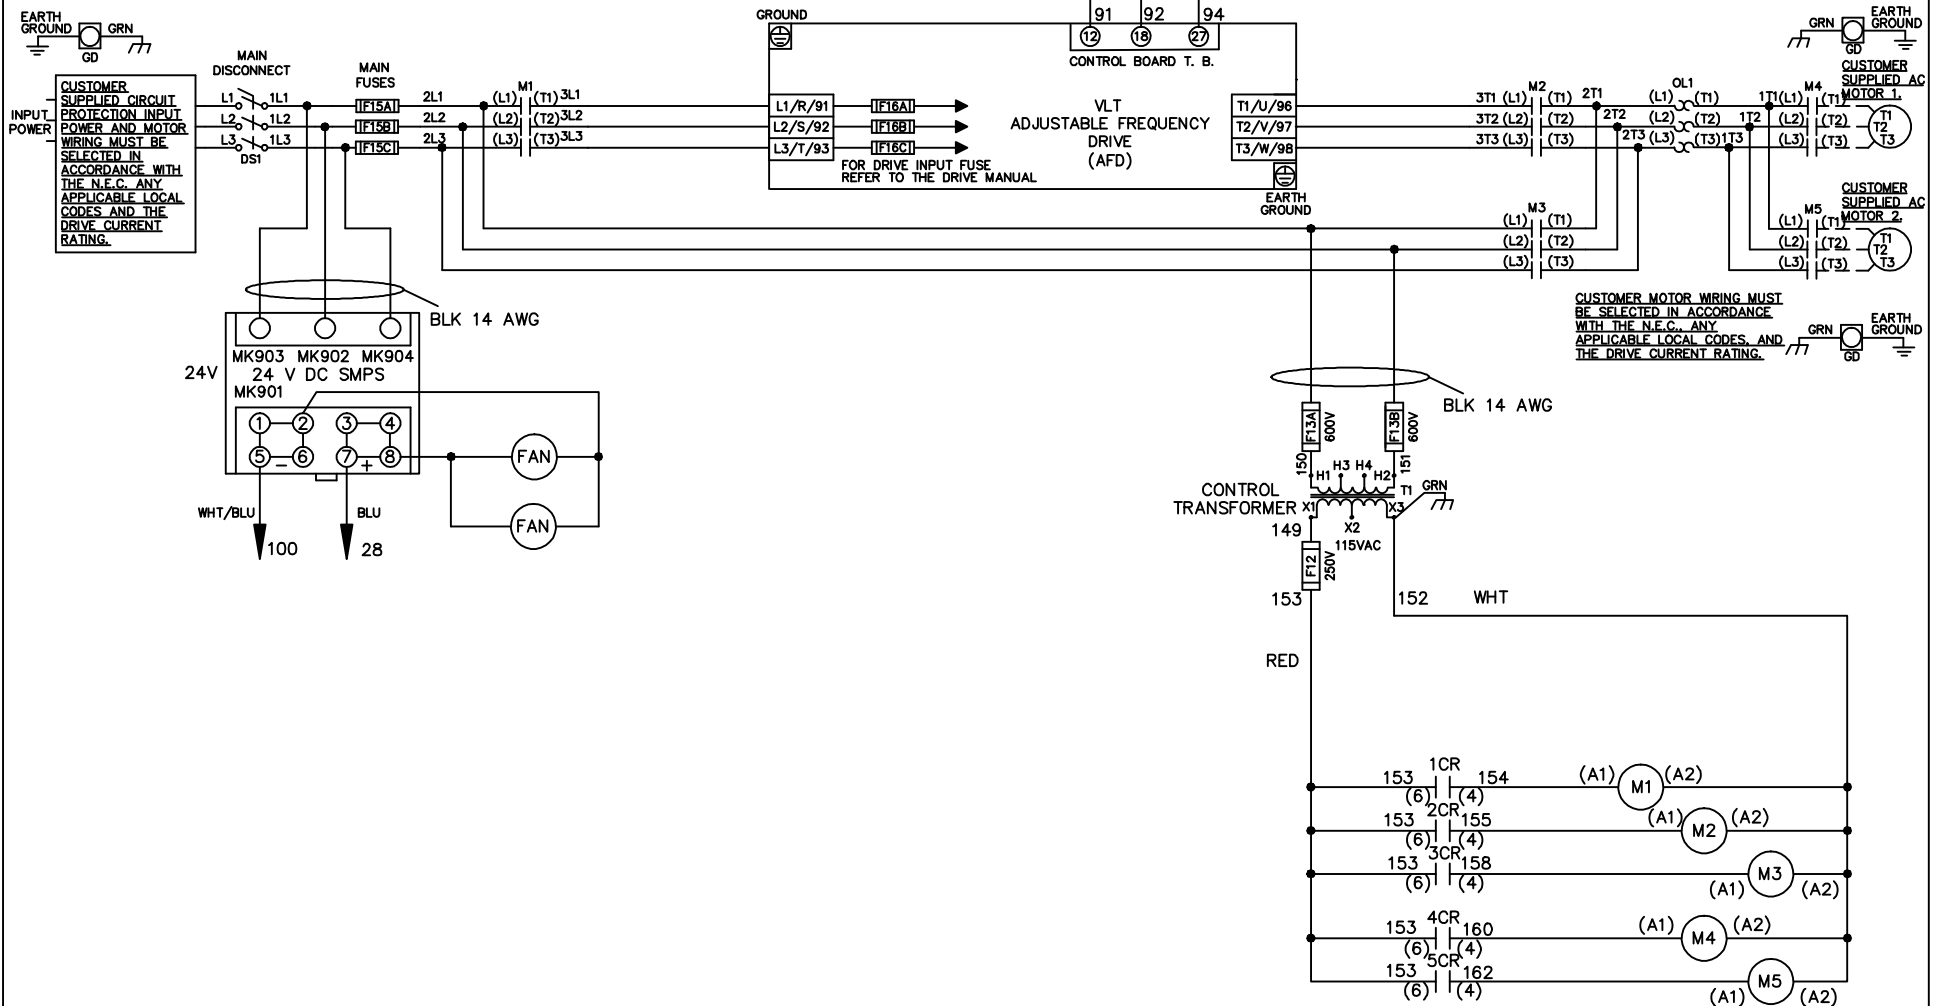 EARTH
GROUND
GRN
GD
GROUND
91 92 94
12 18 27
CONTROL BOARD T. B.
GRN
EARTH
GROUND
GD
CUSTOMER
SUPPLIED CIRCUIT
PROTECTION INPUT
POWER AND MOTOR
WIRING MUST BE
SELECTED IN
ACCORDANCE WITH
THE N.E.C. ANY
APPLICABLE LOCAL
CODES AND THE
DRIVE CURRENT
RATING.
INPUT
POWER
MAIN
DISCONNECT
L1 1L1
L2 1L2
L3 1L3
DS1
MAIN
FUSES
F15A
F15B
F15C
2L1
2L2
2L3
M1
(L1) (T1) 3L1
(L2) (T2) 3L2
(L3) (T3) 3L3
L1/R/91
L2/S/92
L3/T/93
F16A
F16B
F16C
FOR DRIVE INPUT FUSE
REFER TO THE DRIVE MANUAL
VLT
ADJUSTABLE FREQUENCY
DRIVE
(AFD)
T1/U/96
T2/V/97
T3/W/98
EARTH
GROUND
M2
3T1 (L1) (T1) 2T1
3T2 (L2) (T2) 2T2
3T3 (L3) (T3) 2T3
OL1
(L1) (T1) 1T1
(L2) (T2) 1T2
(L3) (T3) 1T3
M4
(L1) (T1)
(L2) (T2)
(L3) (T3)
CUSTOMER
SUPPLIED AC
MOTOR 1.
T1
T2
T3
M3
(L1) (T1)
(L2) (T2)
(L3) (T3)
M5
(L1) (T1)
(L2) (T2)
(L3) (T3)
CUSTOMER
SUPPLIED AC
MOTOR 2.
T1
T2
T3
CUSTOMER MOTOR WIRING MUST
BE SELECTED IN ACCORDANCE
WITH THE N.E.C., ANY
APPLICABLE LOCAL CODES, AND
THE DRIVE CURRENT RATING.
GRN
EARTH
GROUND
GD
BLK 14 AWG
MK903 MK902 MK904
24V
24 V DC SMPS
MK901
1 2 3 4
5 − 6 7 + 8
FAN
FAN
WHT/BLU
BLU
100
28
BLK 14 AWG
F13A
600V
F13B
600V
150
151
H1 H3 H4 H2
T1
GRN
CONTROL
TRANSFORMER
X1 X2 X3
149
115VAC
F12
250V
153
152
WHT
RED
1CR
153 154 (A1) M1 (A2)
(6) (4)
2CR
153 155 (A1) M2 (A2)
(6) (4)
3CR
153 158 M3
(6) (4) (A1) (A2)
4CR
153 160 (A1) M4 (A2)
(6) (4)
5CR
153 162 M5
(6) (4) (A1) (A2)